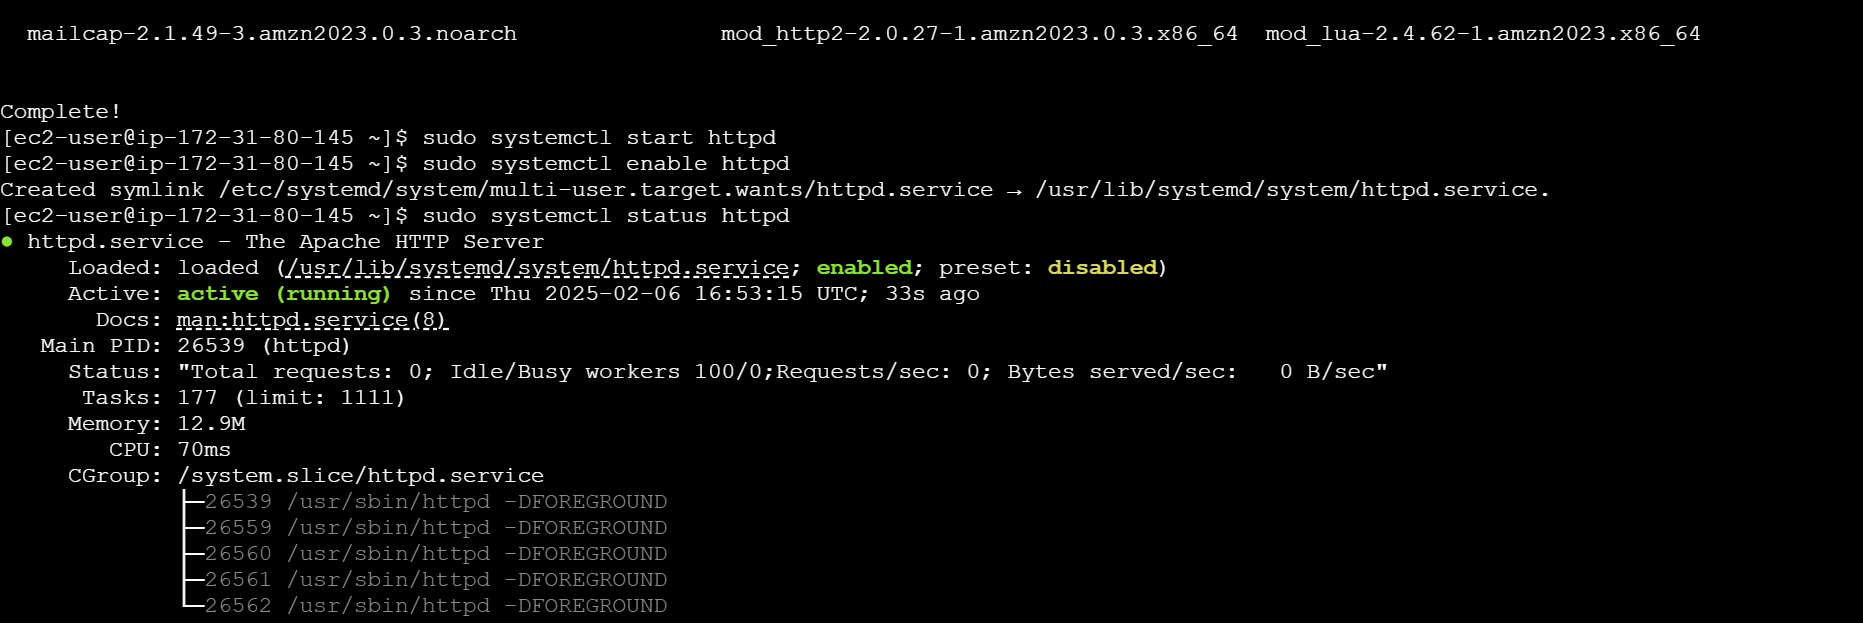 mailcap-2.1.49-3.amzn2023.0.3.noarch mod_http2-2.0.27-1.amzn2023.0.3.x86_64 mod_lua-2.4.62-1.amzn2023.x86_64
Complete!
[ec2-user@ip-172-31-80-145 ~]$ sudo systemctl start httpd
[ec2-user@ip-172-31-80-145 ~]$ sudo systemctl enable httpd
Created symlink /etc/systemd/system/multi-user.target.wants/httpd.service → /usr/lib/systemd/system/httpd.service.
[ec2-user@ip-172-31-80-145 ~]$ sudo systemctl status httpd
● httpd.service - The Apache HTTP Server
Loaded: loaded (/usr/lib/systemd/system/httpd.service; enabled; preset: disabled)
Active: active (running) since Thu 2025-02-06 16:53:15 UTC; 33s ago
Docs: man:httpd.service(8)
Main PID: 26539 (httpd)
Status: "Total requests: 0; Idle/Busy workers 100/0;Requests/sec: 0; Bytes served/sec:   0 B/sec"
Tasks: 177 (limit: 1111)
Memory: 12.9M
CPU: 70ms
CGroup: /system.slice/httpd.service
├─26539 /usr/sbin/httpd -DFOREGROUND
├─26559 /usr/sbin/httpd -DFOREGROUND
├─26560 /usr/sbin/httpd -DFOREGROUND
├─26561 /usr/sbin/httpd -DFOREGROUND
└─26562 /usr/sbin/httpd -DFOREGROUND